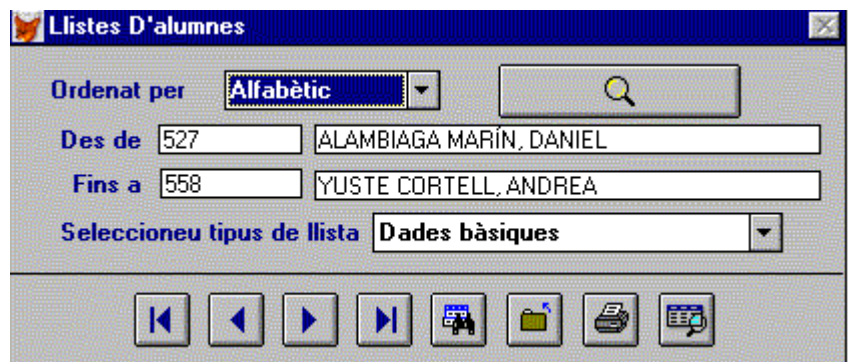 Llistes D'alumnes
Ordenat per Alfabètic
Des de 527 ALAMBIAGA MARÍN, DANIEL
Fins a 558 YUSTE CORTELL, ANDREA
Seleccioneu tipus de llista Dades bàsiques